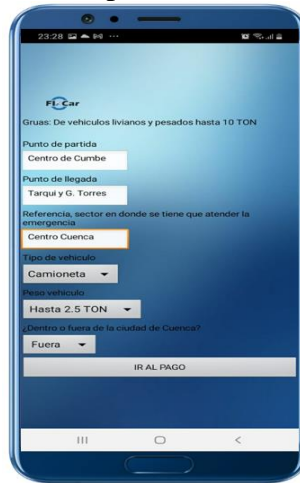 23:28
FI-Car
Gruas: De vehiculos livianos y pesados hasta 10 TON
Punto de partida
Centro de Cumbe
Punto de llegada
Tarqui y G. Torres
Referencia, sector en donde se tiene que atender la
emergencia
Centro Cuenca
Tipo de vehiculo
Camioneta
Peso vehiculo
Hasta 2.5 TON
¿Dentro o fuera de la ciudad de Cuenca?
Fuera
IR AL PAGO